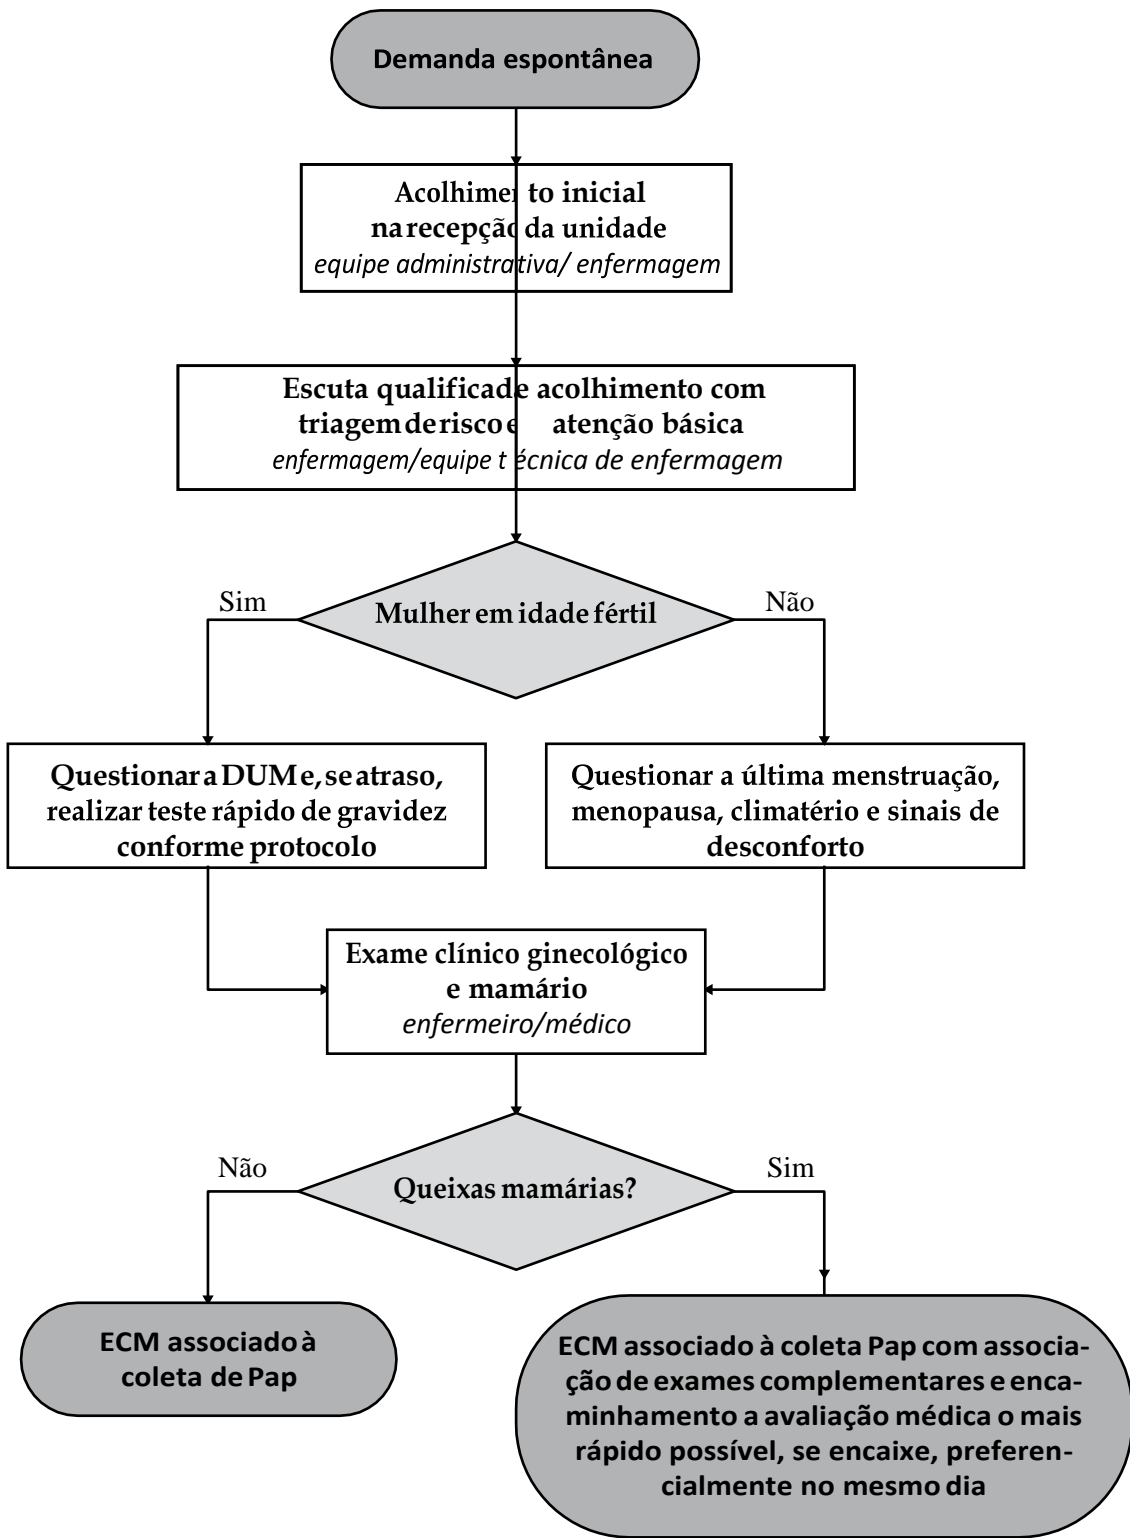 Demanda espontânea
Acolhimento inicial
na recepção da unidade
equipe administrativa/ enfermagem
Escuta qualificade acolhimento com
triagem de risco e atenção básica
enfermagem/equipe técnica de enfermagem
Sim
Mulher em idade fértil
Não
Questionar a DUM e, se atraso,
realizar teste rápido de gravidez
conforme protocolo
Questionar a última menstruação,
menopausa, climatério e sinais de
desconforto
Exame clínico ginecológico
e mamário
enfermeiro/médico
Não
Queixas mamárias?
Sim
ECM associado à
coleta de Pap
ECM associado à coleta Pap com associa-
ção de exames complementares e enca-
minhamento a avaliação médica o mais
rápido possível, se encaixe, preferen-
cialmente no mesmo dia